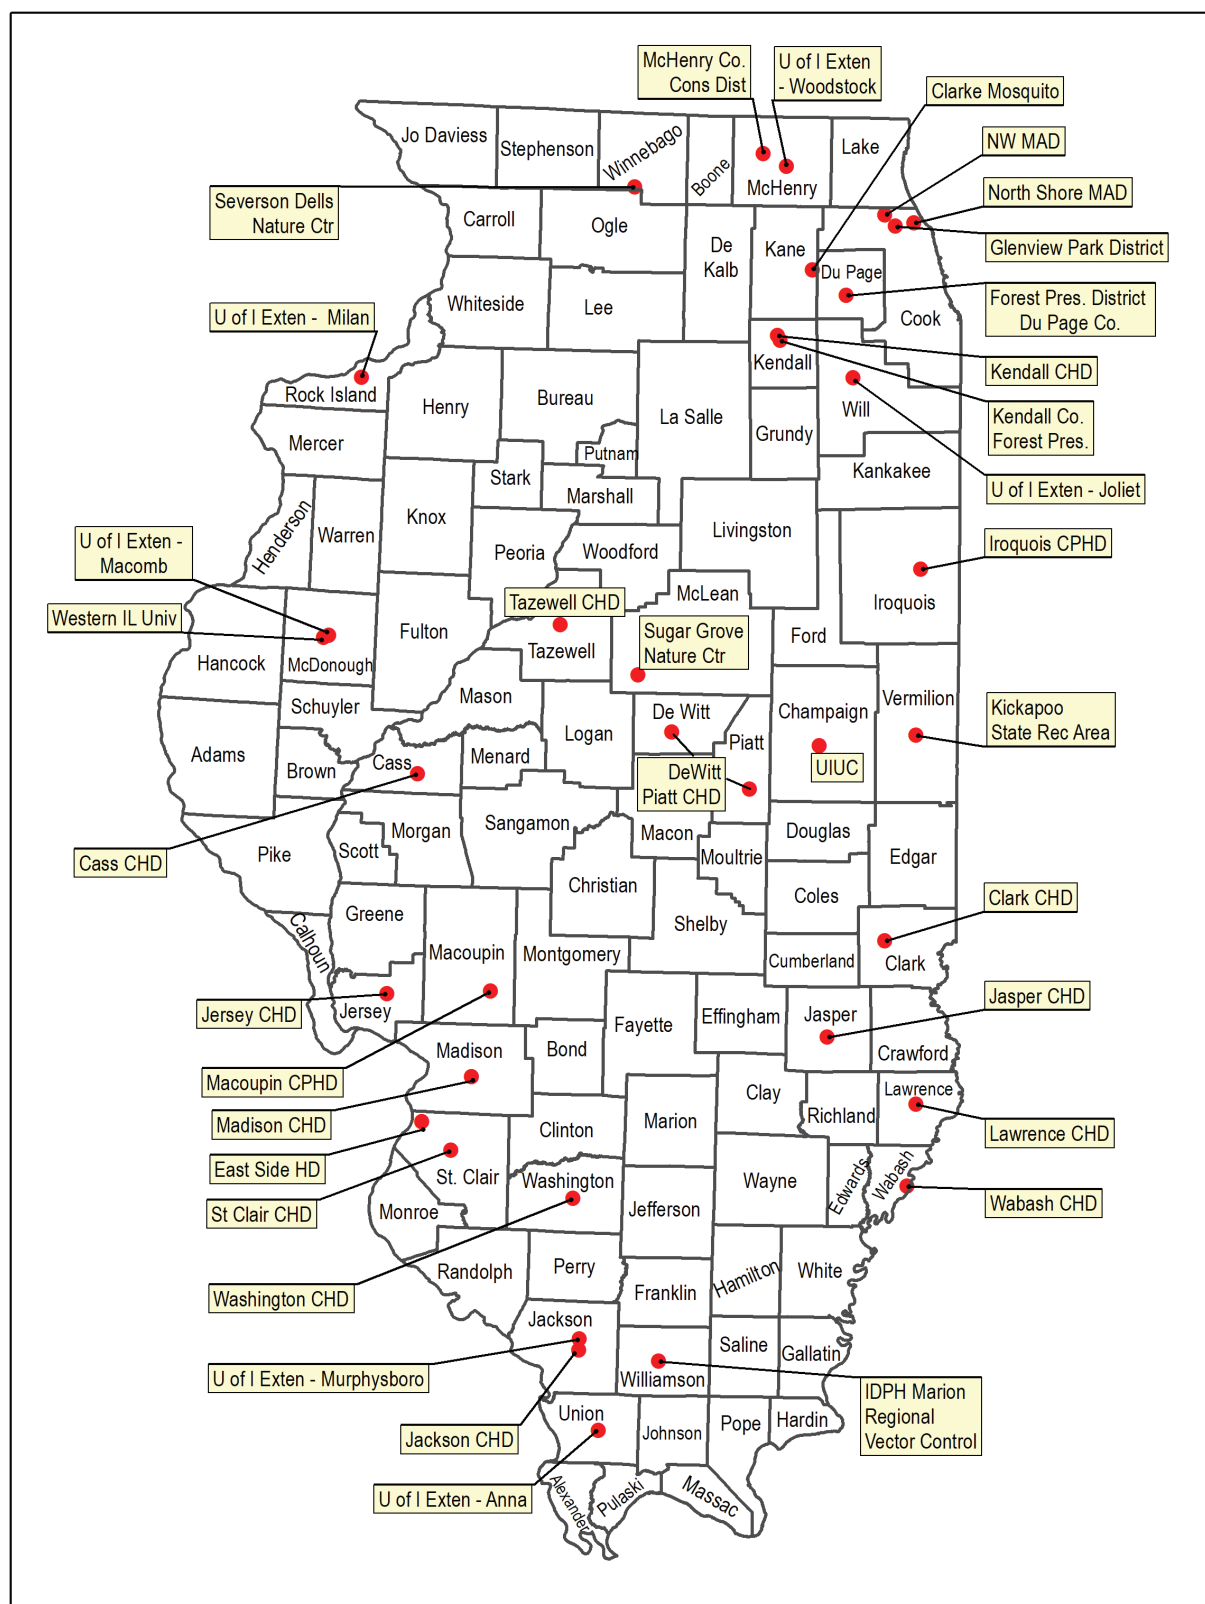 McHenry Co.
Cons Dist
U of I Exten
- Woodstock
Clarke Mosquito
Jo Daviess
Stephenson
Winnebago
Boone
McHenry
Lake
NW MAD
Severson Dells
Nature Ctr
North Shore MAD
Carroll
Ogle
De
Kalb
Kane
Du Page
Glenview Park District
Whiteside
Lee
Cook
Forest Pres. District
Du Page Co.
U of I Exten -  Milan
Rock Island
Henry
Bureau
La Salle
Kendall
Will
Kendall CHD
Mercer
Putnam
Grundy
Kendall Co.
Forest Pres.
Stark
Marshall
Kankakee
U of I Exten - Joliet
Henderson
Warren
Knox
Peoria
Woodford
Livingston
Iroquois CPHD
U of I Exten -
Macomb
Western IL Univ
Tazewell CHD
McLean
Iroquois
Hancock
McDonough
Fulton
Tazewell
Sugar Grove
Nature Ctr
Ford
Schuyler
Mason
Logan
De Witt
Champaign
Vermilion
Kickapoo
State Rec Area
Adams
Brown
Cass
Menard
Piatt
DeWitt
Piatt CHD
UIUC
Cass CHD
Pike
Scott
Morgan
Sangamon
Macon
Moultrie
Douglas
Edgar
Christian
Coles
Clark CHD
Calhoun
Greene
Macoupin
Montgomery
Shelby
Cumberland
Clark
Jersey CHD
Jersey
Fayette
Effingham
Jasper
Jasper CHD
Crawford
Macoupin CPHD
Madison
Bond
Clay
Richland
Lawrence
Madison CHD
Marion
Lawrence CHD
East Side HD
St. Clair
Clinton
Washington
Wayne
Edwards
Wabash
Wabash CHD
St Clair CHD
Monroe
Jefferson
Washington CHD
Randolph
Perry
Franklin
Hamilton
White
U of I Exten - Murphysboro
Jackson
Williamson
Saline
Gallatin
IDPH Marion
Regional
Vector Control
Jackson CHD
Union
Johnson
Pope
Hardin
U of I Exten - Anna
Alexander
Pulaski
Massac